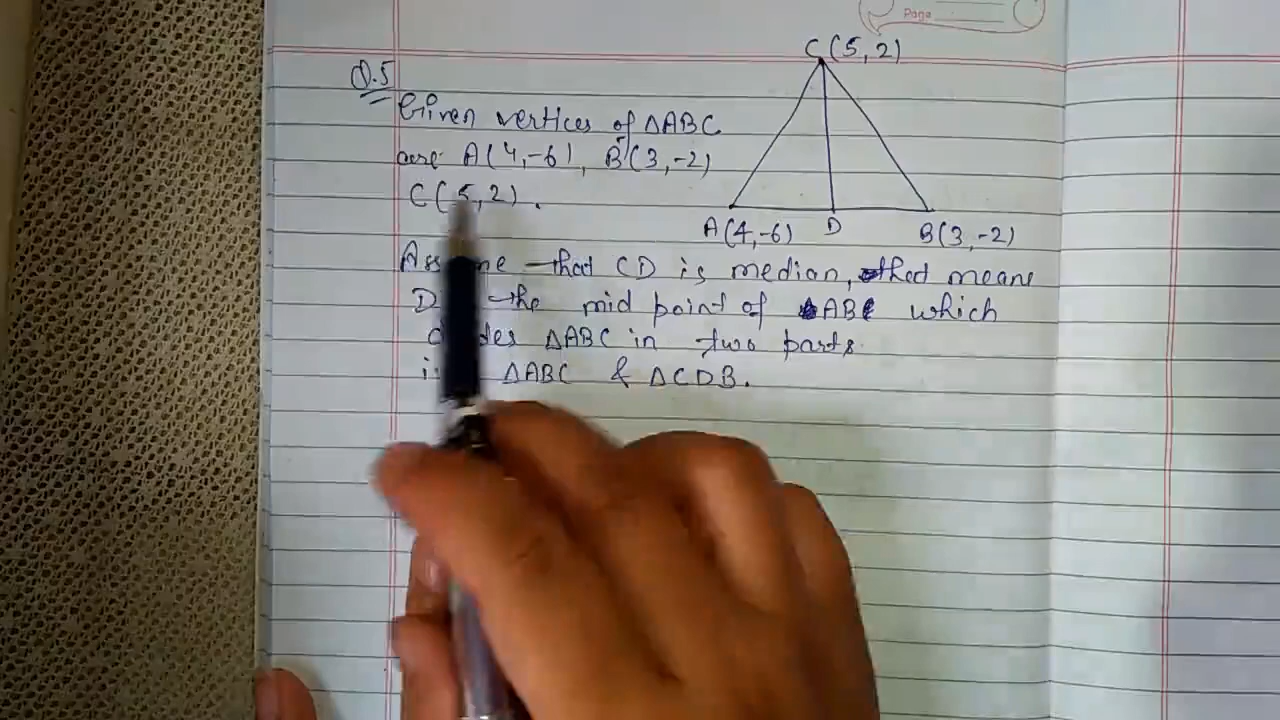 Page
C(5,2)
Q.5
Given vertices of ΔABC
are A(4,-6), B(3,-2)
C(5,2).
A(4,-6) D B(3,-2)
that CD is median, that means
D the mid point of AB which
ΔABC in two parts
ΔABC & ΔCDB.